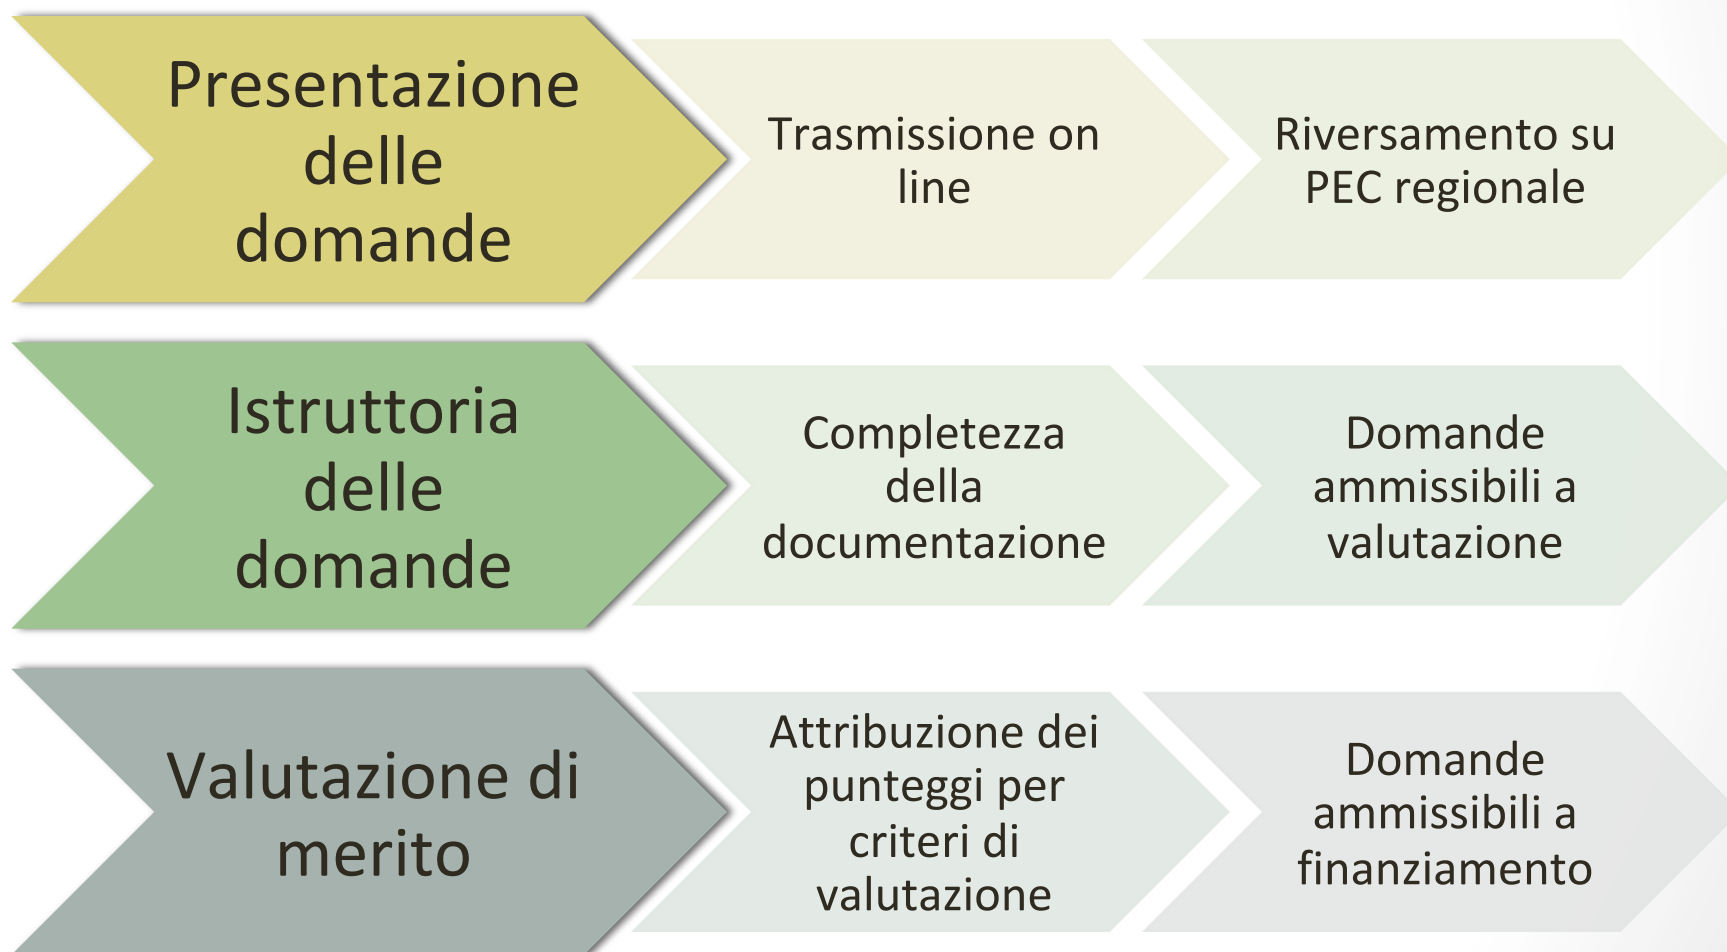 Presentazione
delle
domande
Trasmissione on
line
Riversamento su
PEC regionale
Istruttoria
delle
domande
Completezza
della
documentazione
Domande
ammissibili a
valutazione
Valutazione di
merito
Attribuzione dei
punteggi per
criteri di
valutazione
Domande
ammissibili a
finanziamento